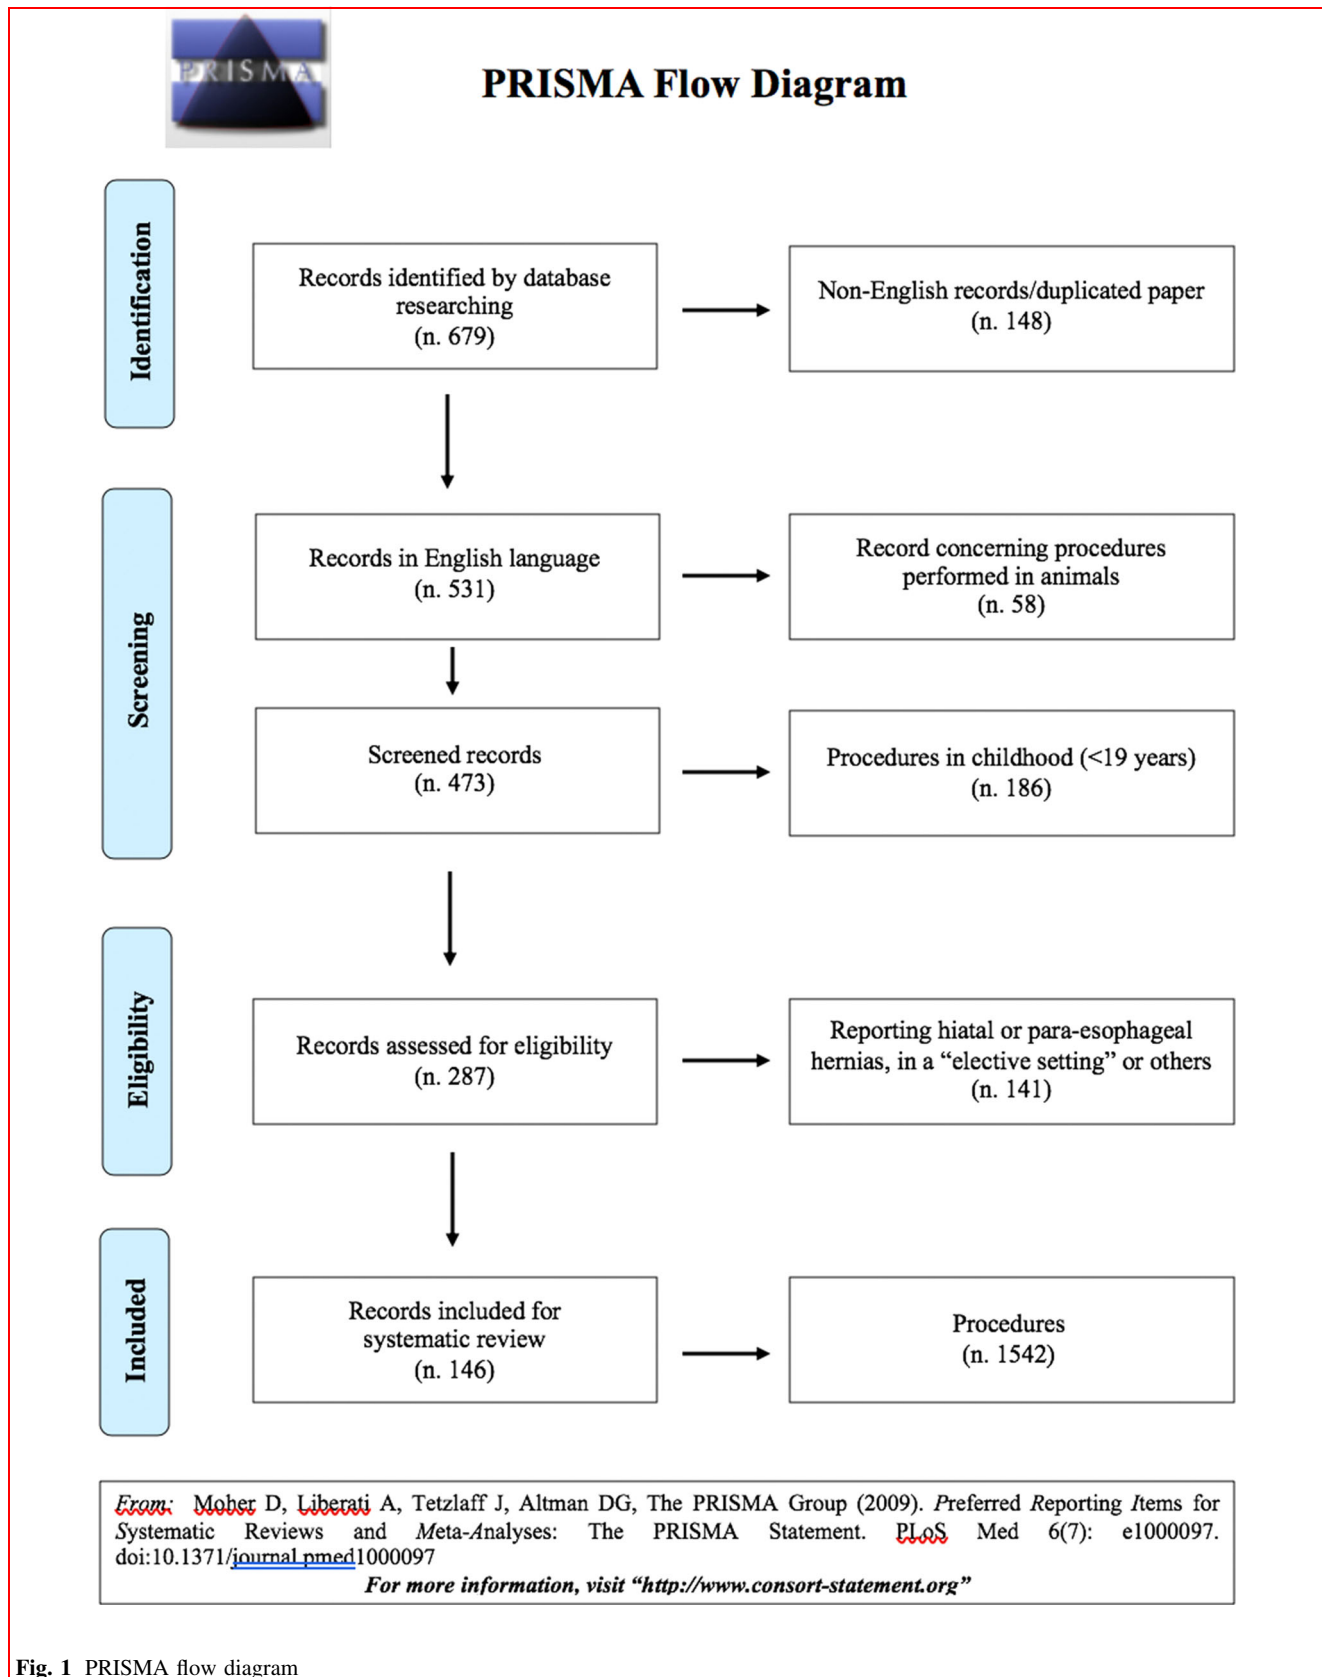 PRISMA
PRISMA Flow Diagram
Identification
Records identified by database
researching
(n. 679)
Non-English records/duplicated paper
(n. 148)
Screening
Records in English language
(n. 531)
Record concerning procedures
performed in animals
(n. 58)
Screened records
(n. 473)
Procedures in childhood (<19 years)
(n. 186)
Eligibility
Records assessed for eligibility
(n. 287)
Reporting hiatal or para-esophageal
hernias, in a “elective setting” or others
(n. 141)
Included
Records included for
systematic review
(n. 146)
Procedures
(n. 1542)
From: Moher D, Liberati A, Tetzlaff J, Altman DG, The PRISMA Group (2009). Preferred Reporting Items for
Systematic Reviews and Meta-Analyses: The PRISMA Statement. PLoS Med 6(7): e1000097.
doi:10.1371/journal.pmed1000097
For more information, visit “http://www.consort-statement.org”
Fig. 1 PRISMA flow diagram